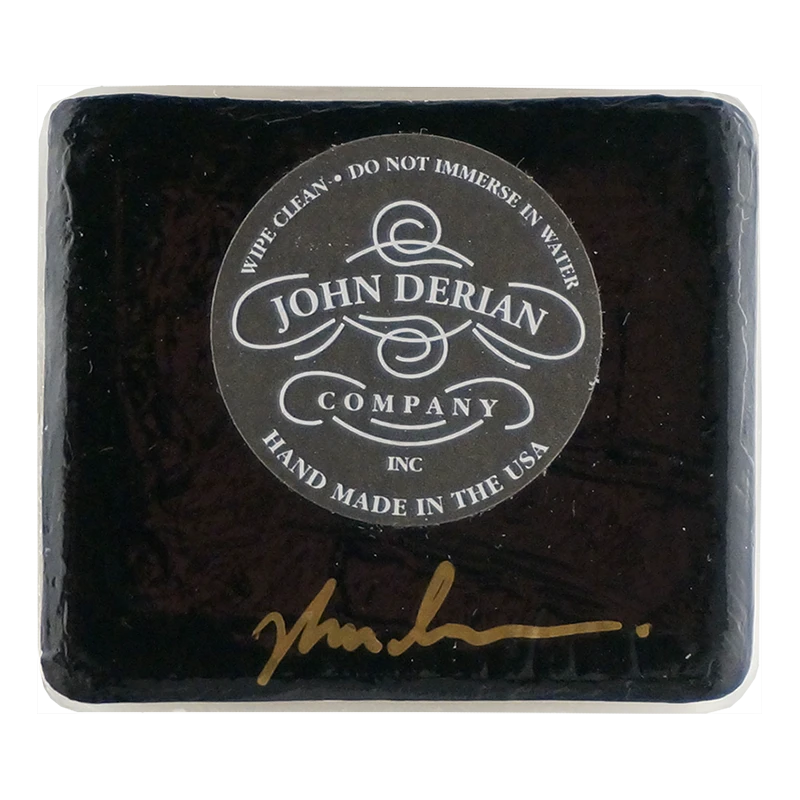 WIPE CLEAN • DO NOT IMMERSE IN WATER
JOHN DERIAN
COMPANY
INC
HAND MADE IN THE USA